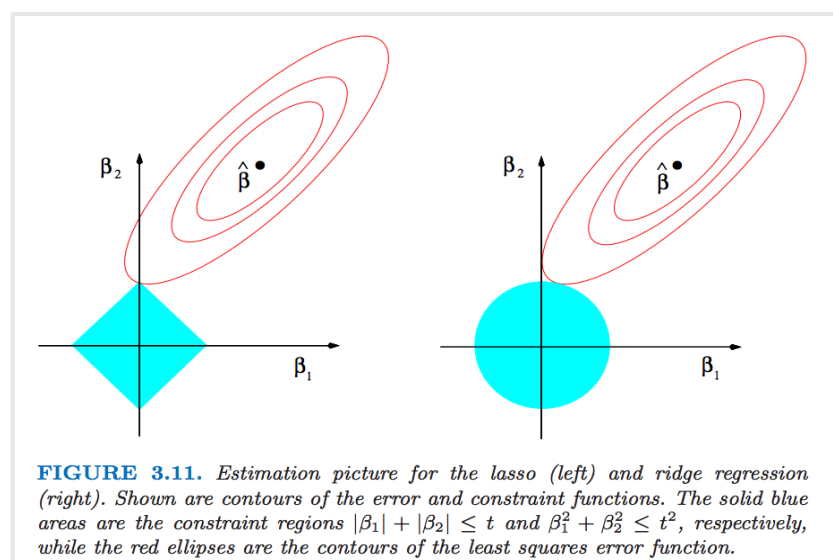 β₂
β̂
β₁
β₂
β̂
β₁
FIGURE 3.11. Estimation picture for the lasso (left) and ridge regression
(right). Shown are contours of the error and constraint functions. The solid blue
areas are the constraint regions |β₁| + |β₂| ≤ t and β₁² + β₂² ≤ t², respectively,
while the red ellipses are the contours of the least squares error function.